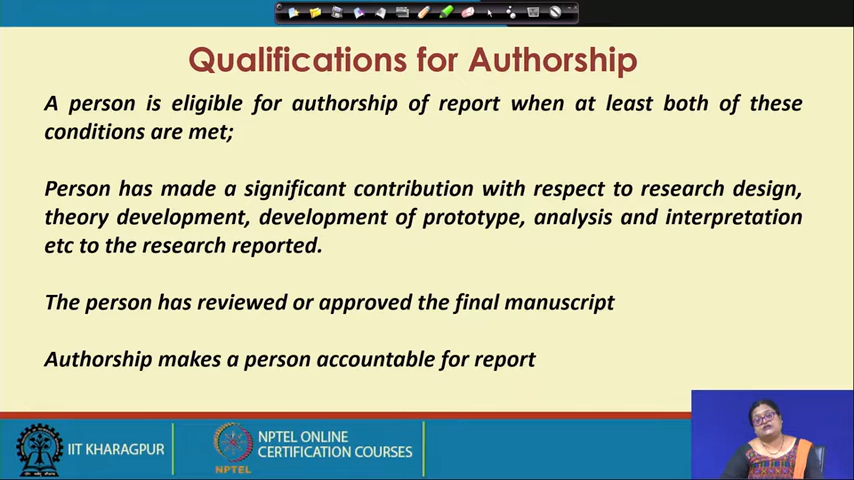 Qualifications for Authorship
A person is eligible for authorship of report when at least both of these
conditions are met;
Person has made a significant contribution with respect to research design,
theory development, development of prototype, analysis and interpretation
etc to the research reported.
The person has reviewed or approved the final manuscript
Authorship makes a person accountable for report
IIT KHARAGPUR
NPTEL
NPTEL ONLINE
CERTIFICATION COURSES